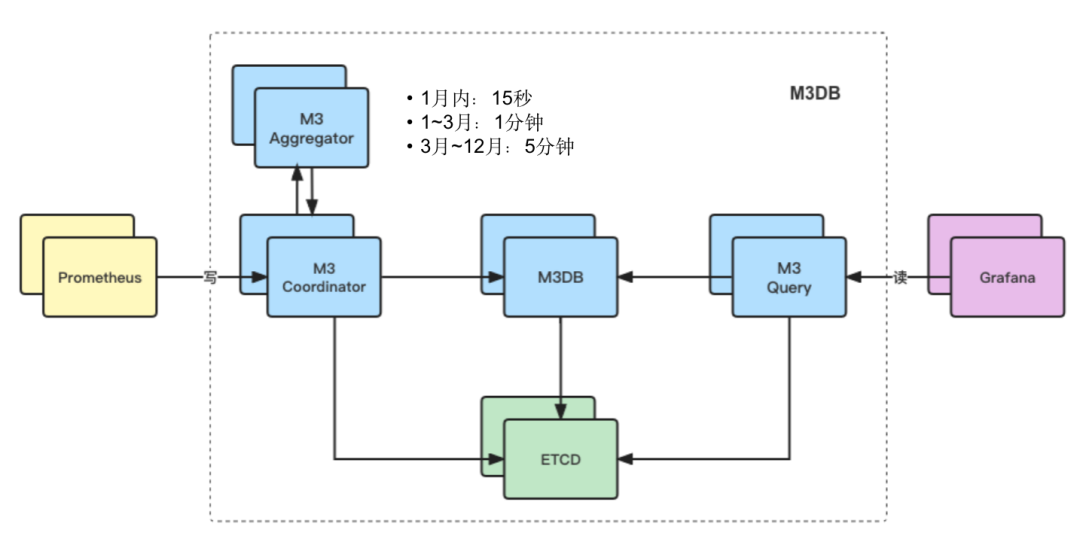 M3DB
• 1月内：15秒
• 1~3月：1分钟
• 3月~12月：5分钟
M3
Aggregator
Prometheus
写
M3
Coordinator
M3DB
M3
Query
读
Grafana
ETCD